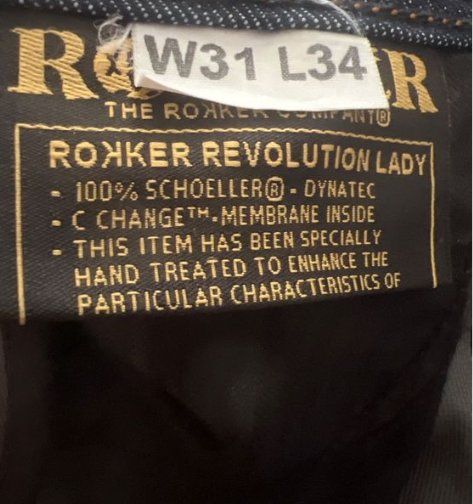 W31 L34
THE ROKKER COMPANY®
ROKKER REVOLUTION LADY
- 100% SCHOELLER® - DYNATEC
- C CHANGE™-MEMBRANE INSIDE
- THIS ITEM HAS BEEN SPECIALLY
HAND TREATED TO ENHANCE THE
PARTICULAR CHARACTERISTICS OF